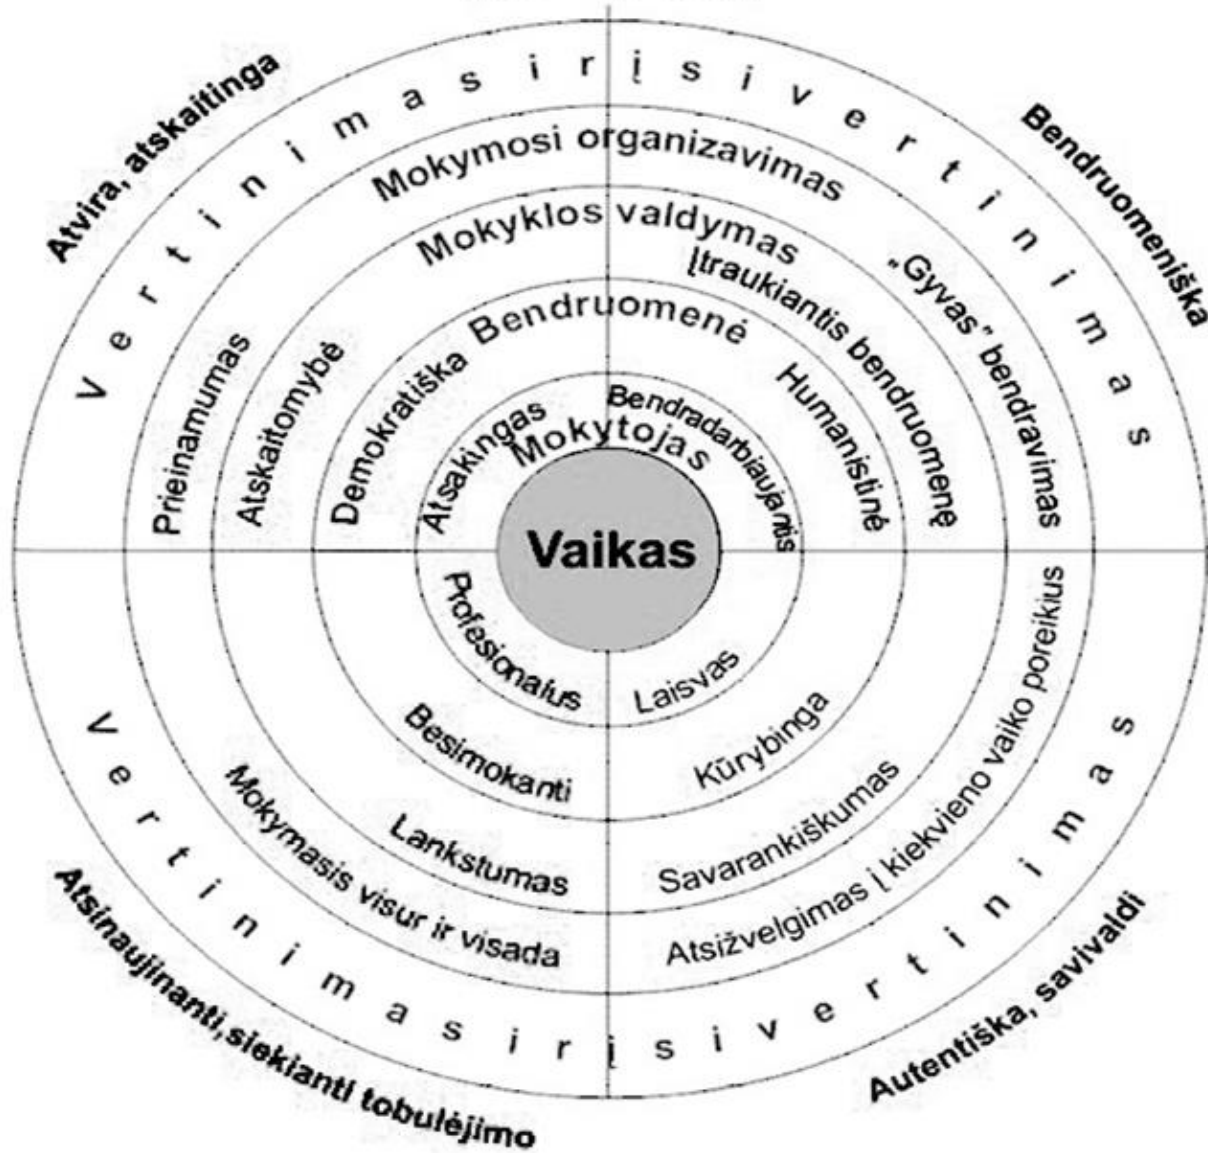 Vertinimas ir įsivertinimas
Atvira, atskaitinga
Bendruomeniška
Mokymosi organizavimas
Mokyklos valdymas
Įtraukiantis bendruomenę
„Gyvas” bendravimas
Bendruomenė
Prieinamumas
Atskaitomybė
Demokratiška
Humanistinė
Atsakingas
Bendradarbiaujantis
Mokytojas
Vaikas
Profesionalus
Laisvas
Besimokanti
Kūrybinga
Lankstumas
Savarankiškumas
Mokymasis visur ir visada
Atsižvelgimas į kiekvieno vaiko poreikius
Vertinimas ir įsivertinimas
Atsinaujinanti,siekianti tobulėjimo
Autentiška, savivaldi